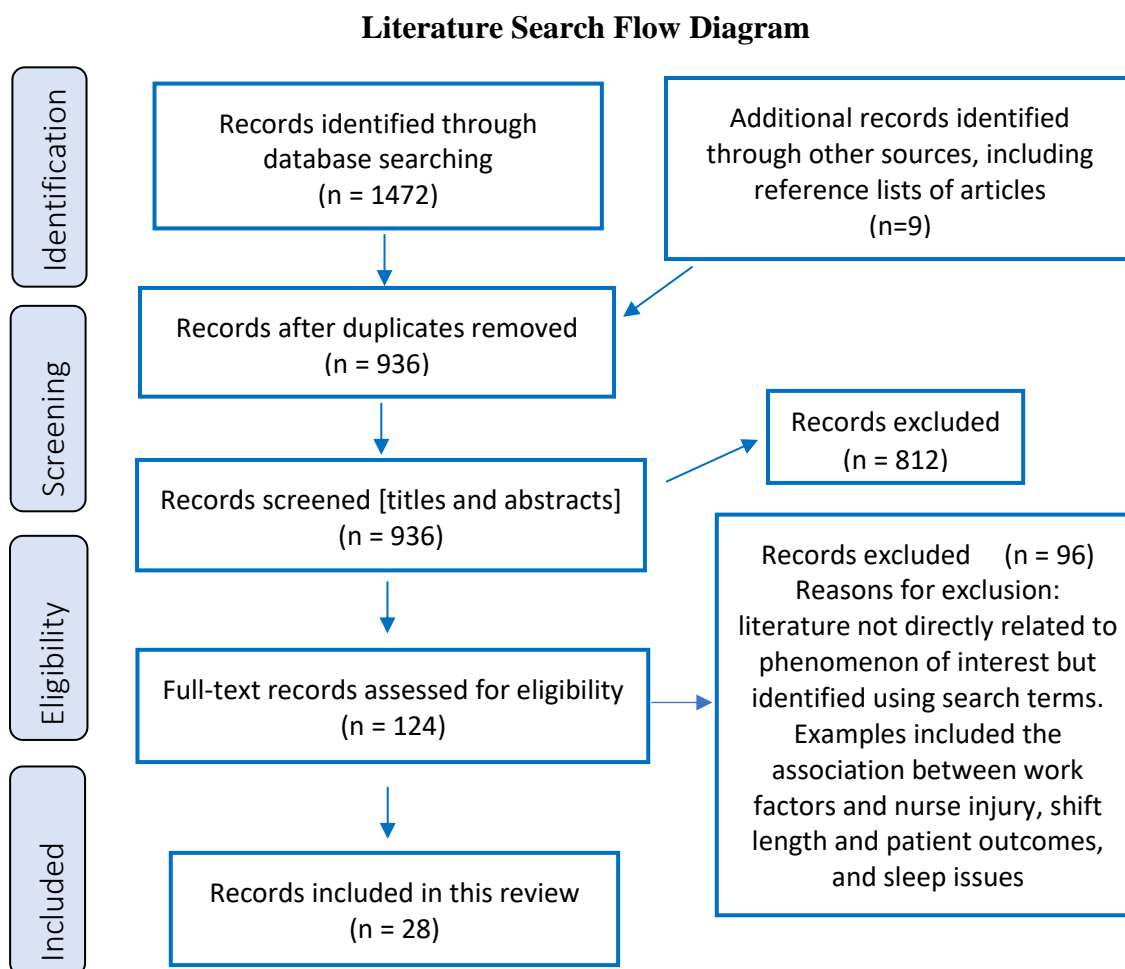 Literature Search Flow Diagram
Identification
Records identified through
database searching
(n = 1472)
Additional records identified
through other sources, including
reference lists of articles
(n=9)
Screening
Records after duplicates removed
(n = 936)
Records screened [titles and abstracts]
(n = 936)
Records excluded
(n = 812)
Eligibility
Full-text records assessed for eligibility
(n = 124)
Records excluded (n = 96)
Reasons for exclusion:
literature not directly related to
phenomenon of interest but
identified using search terms.
Examples included the
association between work
factors and nurse injury, shift
length and patient outcomes,
and sleep issues
Included
Records included in this review
(n = 28)